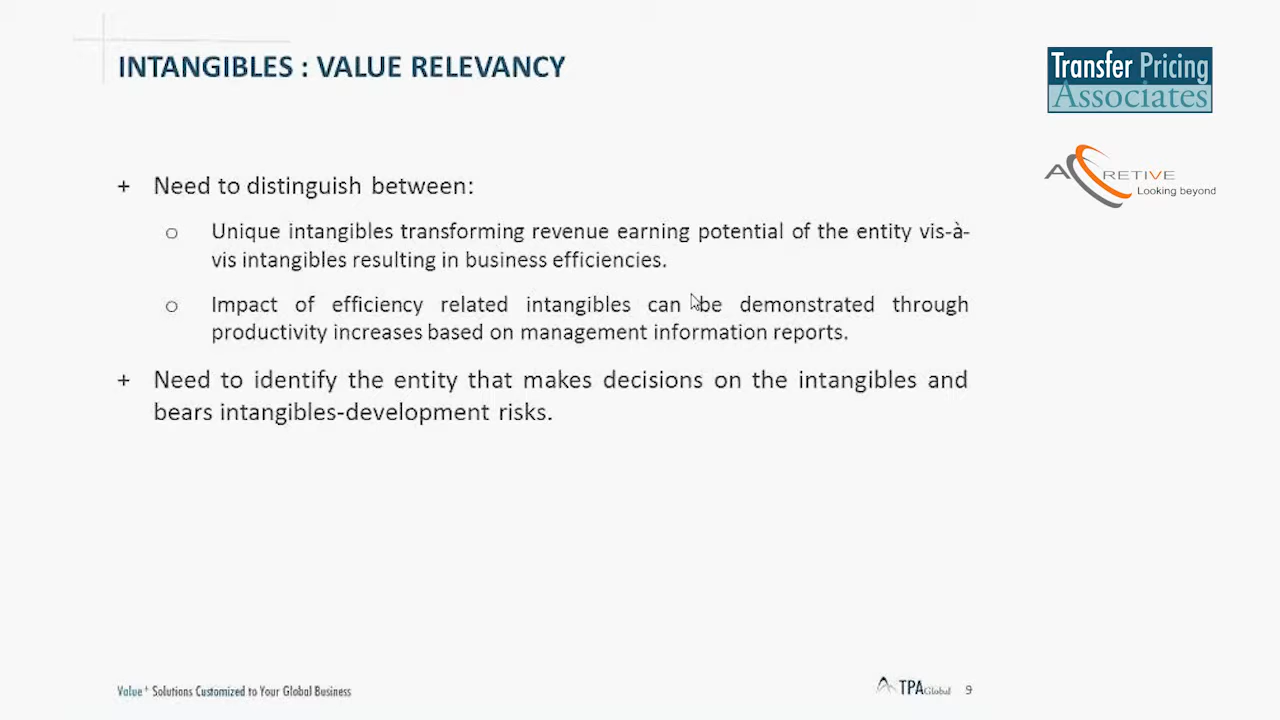 INTANGIBLES : VALUE RELEVANCY
Transfer Pricing
Associates
ACCRETIVE
Looking beyond
+ Need to distinguish between:
o Unique intangibles transforming revenue earning potential of the entity vis-à-
vis intangibles resulting in business efficiencies.
o Impact of efficiency related intangibles can be demonstrated through
productivity increases based on management information reports.
+ Need to identify the entity that makes decisions on the intangibles and
bears intangibles-development risks.
Value+ Solutions Customized to Your Global Business
TPA Global 9